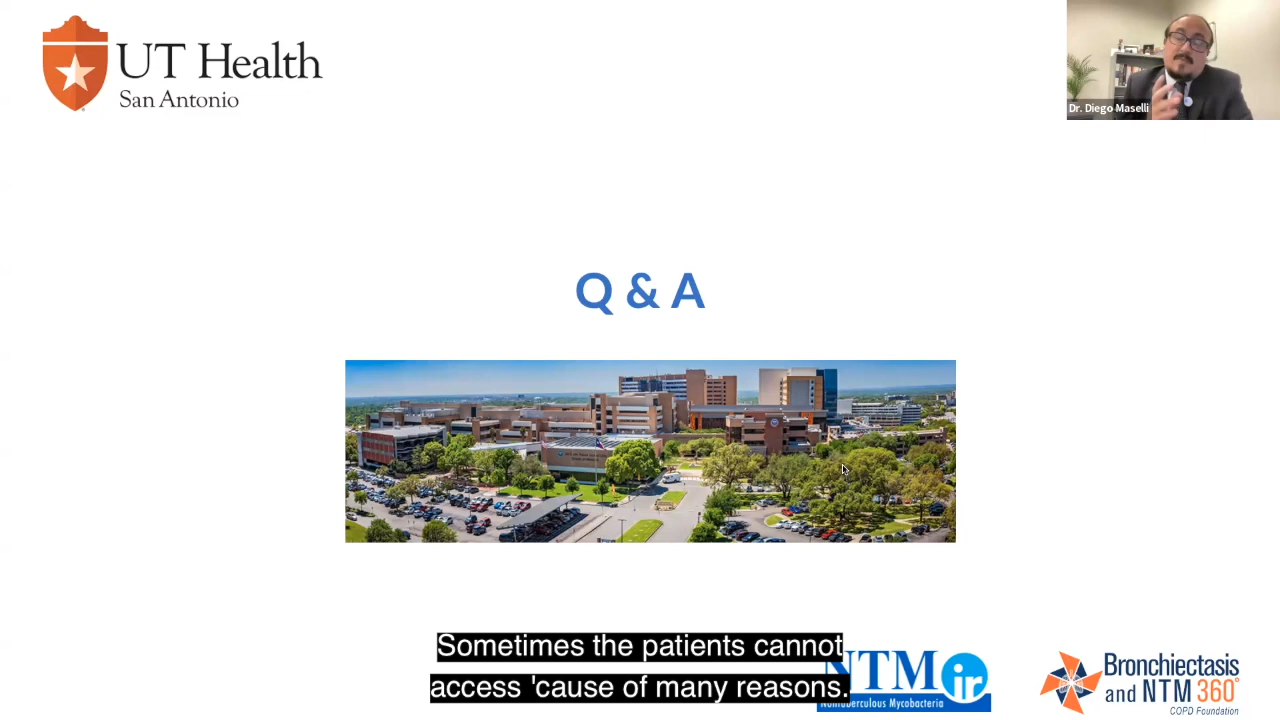 UT Health
San Antonio
Dr. Diego Maselli
Q & A
Sometimes the patients cannot
access 'cause of many reasons.
NTM
ir
Nontuberculous Mycobacteria
Bronchiectasis
and NTM 360°
COPD Foundation